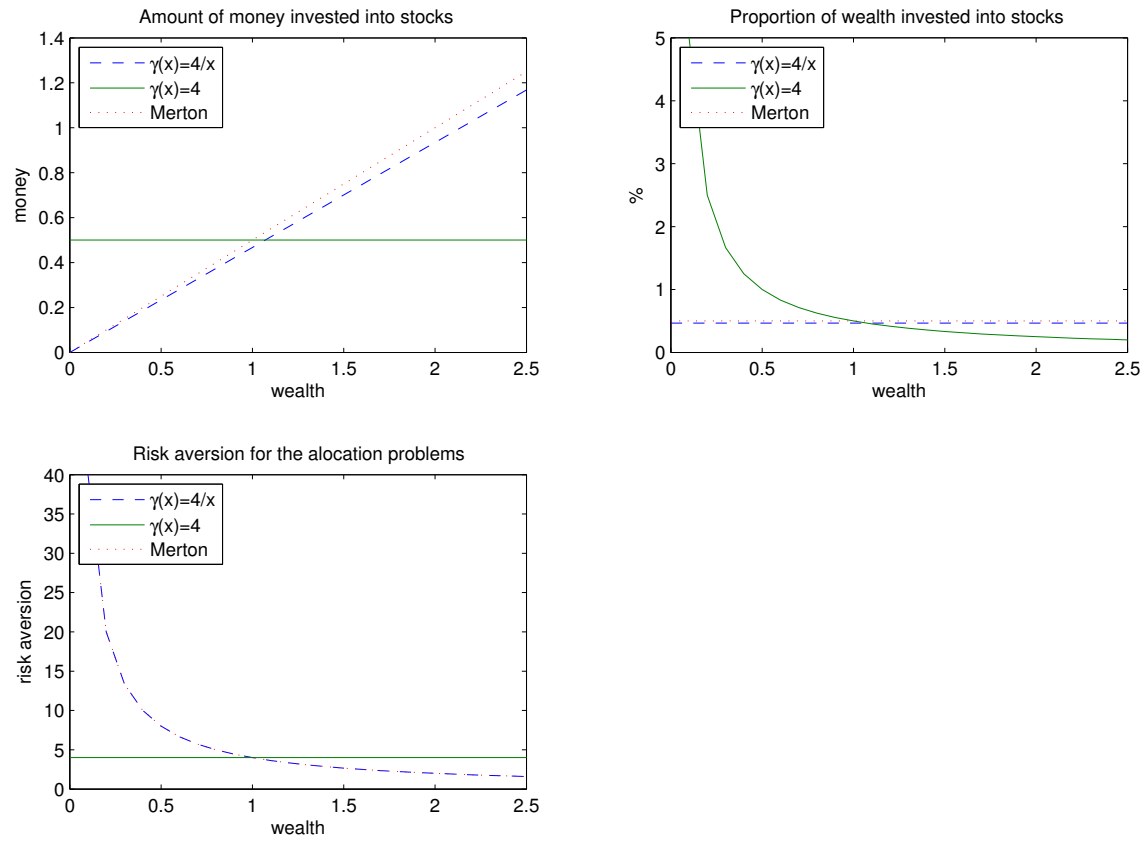 Amount of money invested into stocks
1.4
1.2
1
0.8
0.6
0.4
0.2
0
money
γ(x)=4/x
γ(x)=4
Merton
0 0.5 1 1.5 2 2.5
wealth
Proportion of wealth invested into stocks
5
4
3
2
1
0
%
γ(x)=4/x
γ(x)=4
Merton
0 0.5 1 1.5 2 2.5
wealth
Risk aversion for the alocation problems
40
35
30
25
20
15
10
5
0
risk aversion
γ(x)=4/x
γ(x)=4
Merton
0 0.5 1 1.5 2 2.5
wealth